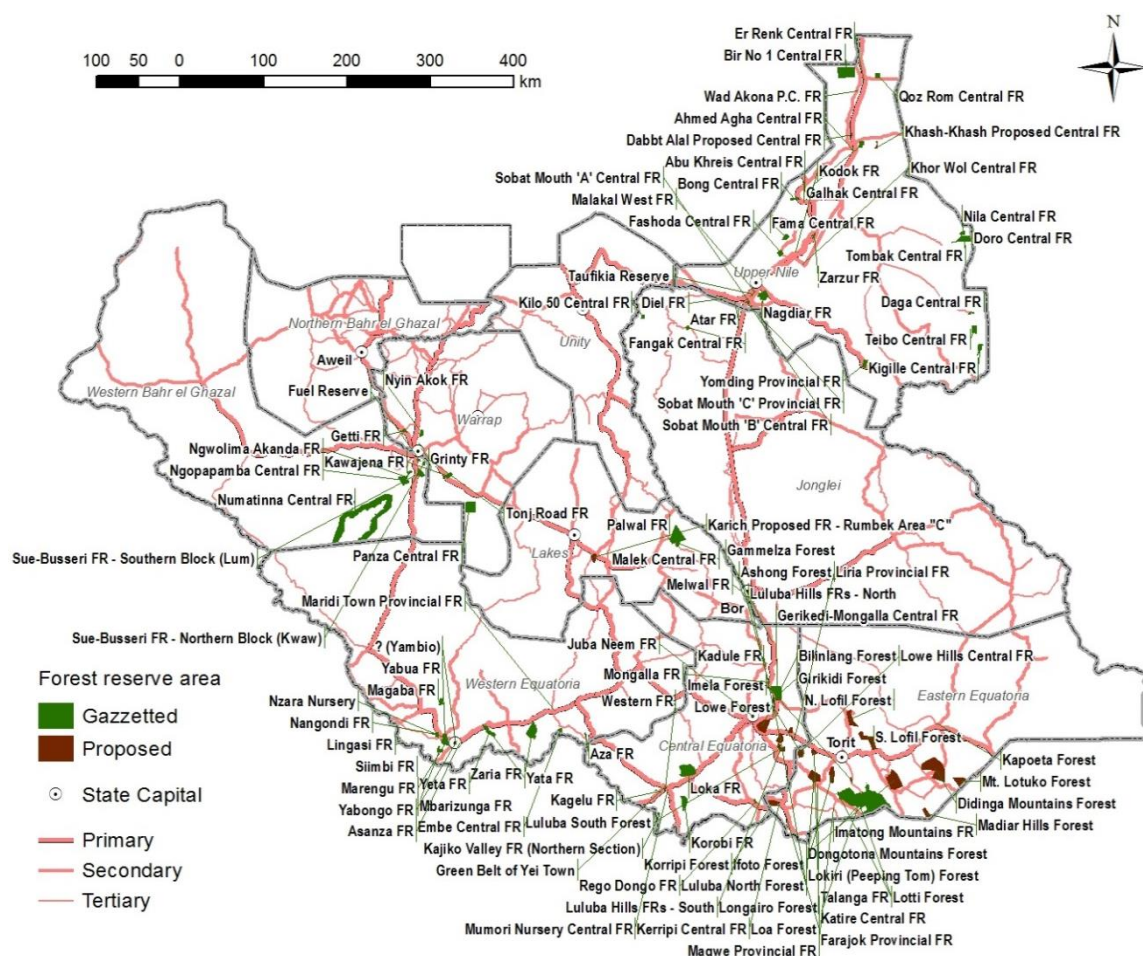 N
100 0 100 200 300 400
km
Er Renk Central FR
Bir No 1 Central FR
Wad Akona P.C. FR
Qoz Rom Central FR
Ahmed Agha Central FR
Khash-Khash Proposed Central FR
Dabbt Alal Proposed Central FR
Abu Khreis Central FR
Kodok FR
Khor Wol Central FR
Sobat Mouth 'A' Central FR
Bong Central FR
Galhak Central FR
Malakal West FR
Fashoda Central FR
Fama Central FR
Nila Central FR
Doro Central FR
Tombak Central FR
Taufikia Reserve
Upper Nile
Zarzur FR
Kilo 50 Central FR
Diel FR
Nagdiar FR
Daga Central FR
Atar FR
Fangak Central FR
Teibo Central FR
Kigille Central FR
Northern Bahr el Ghazal
Unity
Aweil
Western Bahr el Ghazal
Fuel Reserve
Nyin Akok FR
Yomding Provincial FR
Sobat Mouth 'C' Provincial FR
Sobat Mouth 'B' Central FR
Warrap
Getti FR
Ngwolima Akanda FR
Kawajena FR
Grinty FR
Ngopapamba Central FR
Jonglei
Numatinna Central FR
Tonj Road FR
Palwal FR
Karich Proposed FR - Rumbek Area "C"
Sue-Busseri FR - Southern Block (Lum)
Panza Central FR
Lakes
Malek Central FR
Gammelza Forest
Ashong Forest
Liria Provincial FR
Melwal FR
Luluba Hills FRs - North
Maridi Town Provincial FR
Bor
Gerikedi-Mongalla Central FR
Sue-Busseri FR - Northern Block (Kwaw)
? (Yambio)
Juba Neem FR
Kadule FR
Bilinlang Forest
Lowe Hills Central FR
Yabua FR
Mongalla FR
Imela Forest
Girikidi Forest
Magaba FR
Western Equatoria
Western FR
Lowe Forest
N. Lofil Forest
Eastern Equatoria
Nzara Nursery
Nangondi FR
Lingasi FR
Aza FR
Central Equatoria
Torit
S. Lofil Forest
Kapoeta Forest
Siimbi FR
Zaria FR
Yata FR
Mt. Lotuko Forest
Marengu FR
Yeta FR
Kagelu FR
Loka FR
Didinga Mountains Forest
Yabongo FR
Mbarizunga FR
Luluba South Forest
Madiar Hills Forest
Asanza FR
Embe Central FR
Imatong Mountains FR
Kajiko Valley FR (Northern Section)
Korobi FR
Dongotona Mountains Forest
Green Belt of Yei Town
Korripi Forest
Ifoto Forest
Lokiri (Peeping Tom) Forest
Rego Dongo FR
Luluba North Forest
Talanga FR
Lotti Forest
Luluba Hills FRs - South
Longairo Forest
Katire Central FR
Mumori Nursery Central FR
Kerripi Central FR
Loa Forest
Farajok Provincial FR
Magwe Provincial FR
Forest reserve area
Gazzetted
Proposed
State Capital
Primary
Secondary
Tertiary